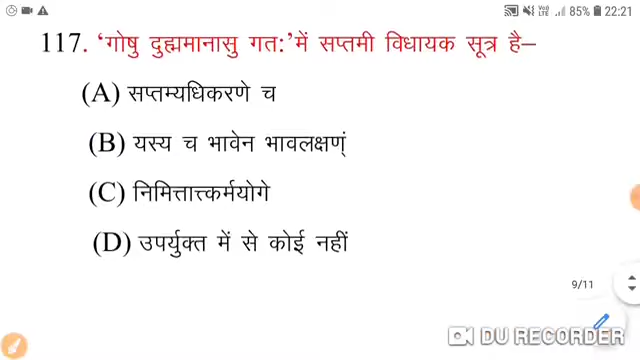 85% 22:21
117. ‘गोषु दुह्यमानासु गतः’ में सप्तमी विधायक सूत्र है–
(A) सप्तम्यधिकरणे च
(B) यस्य च भावेन भावलक्षणं्
(C) निमित्तात्त्कर्मयोगे
(D) उपर्युक्त में से कोई नहीं
9/11
DU RECORDER